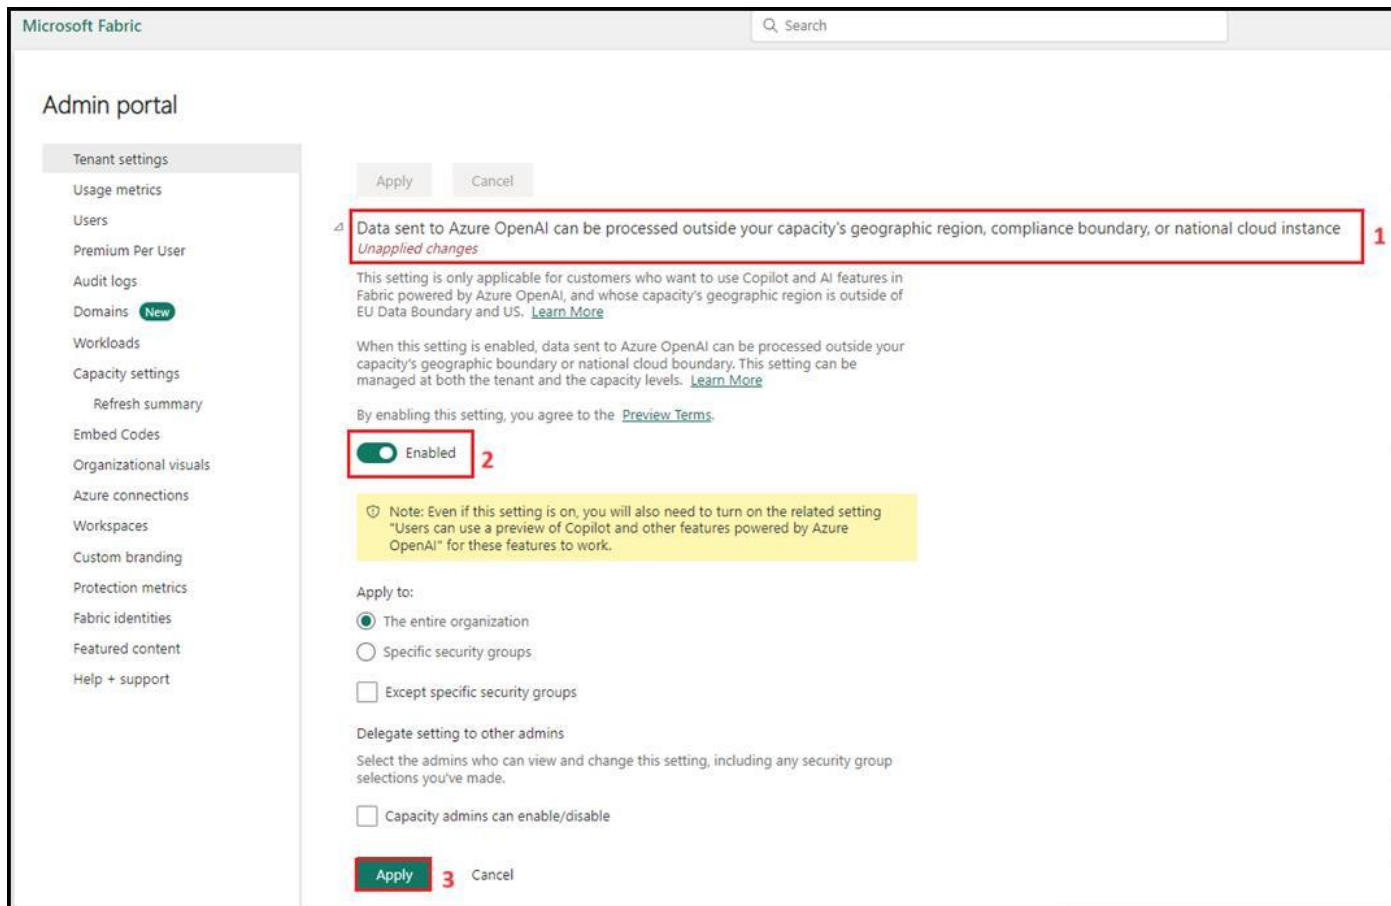 Microsoft Fabric
Search
Admin portal
Tenant settings
Usage metrics
Users
Premium Per User
Audit logs
Domains New
Workloads
Capacity settings
Refresh summary
Embed Codes
Organizational visuals
Azure connections
Workspaces
Custom branding
Protection metrics
Fabric identities
Featured content
Help + support
Apply Cancel
Data sent to Azure OpenAI can be processed outside your capacity's geographic region, compliance boundary, or national cloud instance
1
Unapplied changes
This setting is only applicable for customers who want to use Copilot and AI features in
Fabric powered by Azure OpenAI, and whose capacity's geographic region is outside of
EU Data Boundary and US. Learn More
When this setting is enabled, data sent to Azure OpenAI can be processed outside your
capacity's geographic boundary or national cloud boundary. This setting can be
managed at both the tenant and the capacity levels. Learn More
By enabling this setting, you agree to the Preview Terms.
Enabled 2
Note: Even if this setting is on, you will also need to turn on the related setting
"Users can use a preview of Copilot and other features powered by Azure
OpenAI" for these features to work.
Apply to:
The entire organization
Specific security groups
Except specific security groups
Delegate setting to other admins
Select the admins who can view and change this setting, including any security group
selections you've made.
Capacity admins can enable/disable
Apply 3 Cancel